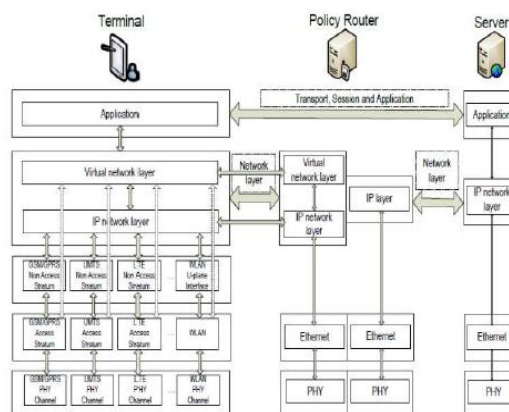 Terminal
Policy Router
Server
Transport, Session and Application
Application
Application
Virtual network layer
Network layer
Virtual network layer
Network layer
IP network layer
IP network layer
IP layer
IP network layer
GSM/GPRS Non Access Stratum
UMTS Non Access Stratum
LTE Non Access Stratum
...
WLAN U-plane Interface
GSM/GPRS Access Stratum
UMTS Access Stratum
LTE Access Stratum
...
WLAN
Ethernet
Ethernet
Ethernet
GSM/GPRS PHY Channel
UMTS PHY Channel
LTE PHY Channel
...
WLAN PHY Channel
PHY
PHY
PHY